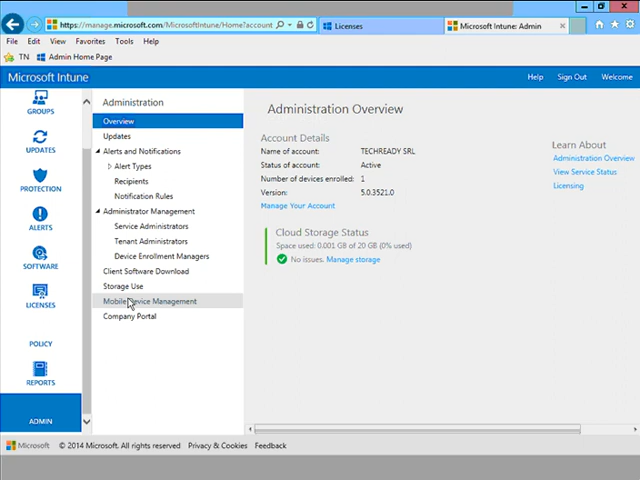 https://manage.microsoft.com/MicrosoftIntune/Home?account
Licenses
Microsoft Intune: Admin
File Edit View Favorites Tools Help
TN Admin Home Page
Microsoft Intune
Help Sign Out Welcome
GROUPS
UPDATES
PROTECTION
ALERTS
SOFTWARE
LICENSES
POLICY
REPORTS
ADMIN
Administration
Overview
Updates
Alerts and Notifications
Alert Types
Recipients
Notification Rules
Administrator Management
Service Administrators
Tenant Administrators
Device Enrollment Managers
Client Software Download
Storage Use
Mobile Device Management
Company Portal
Administration Overview
Account Details
Name of account: TECHREADY SRL
Status of account: Active
Number of devices enrolled: 1
Version: 5.0.3521.0
Manage Your Account
Cloud Storage Status
Space used: 0.001 GB of 20 GB (0% used)
No issues. Manage storage
Learn About
Administration Overview
View Service Status
Licensing
Microsoft © 2014 Microsoft. All rights reserved Privacy & Cookies Feedback